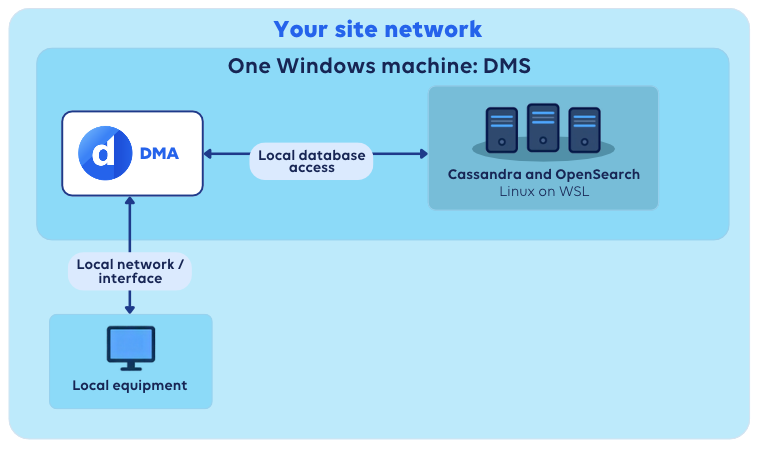 Your site network
One Windows machine: DMS
d DMA
Local database
access
Cassandra and OpenSearch
Linux on WSL
Local network /
interface
Local equipment